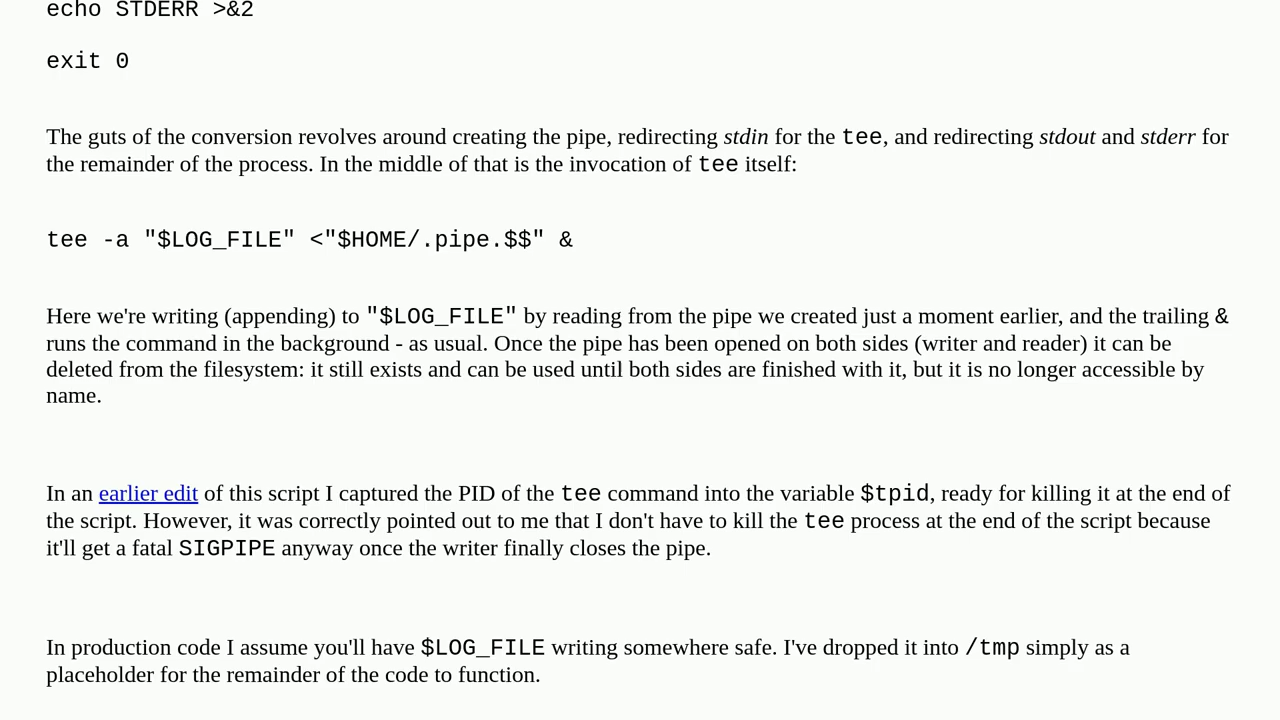 echo STDERR >&2
exit 0
The guts of the conversion revolves around creating the pipe, redirecting stdin for the tee, and redirecting stdout and stderr for
the remainder of the process. In the middle of that is the invocation of tee itself:
tee -a "$LOG_FILE" <"$HOME/.pipe.$$" &
Here we're writing (appending) to "$LOG_FILE" by reading from the pipe we created just a moment earlier, and the trailing &
runs the command in the background - as usual. Once the pipe has been opened on both sides (writer and reader) it can be
deleted from the filesystem: it still exists and can be used until both sides are finished with it, but it is no longer accessible by
name.
In an earlier edit of this script I captured the PID of the tee command into the variable $tpid, ready for killing it at the end of
the script. However, it was correctly pointed out to me that I don't have to kill the tee process at the end of the script because
it'll get a fatal SIGPIPE anyway once the writer finally closes the pipe.
In production code I assume you'll have $LOG_FILE writing somewhere safe. I've dropped it into /tmp simply as a
placeholder for the remainder of the code to function.